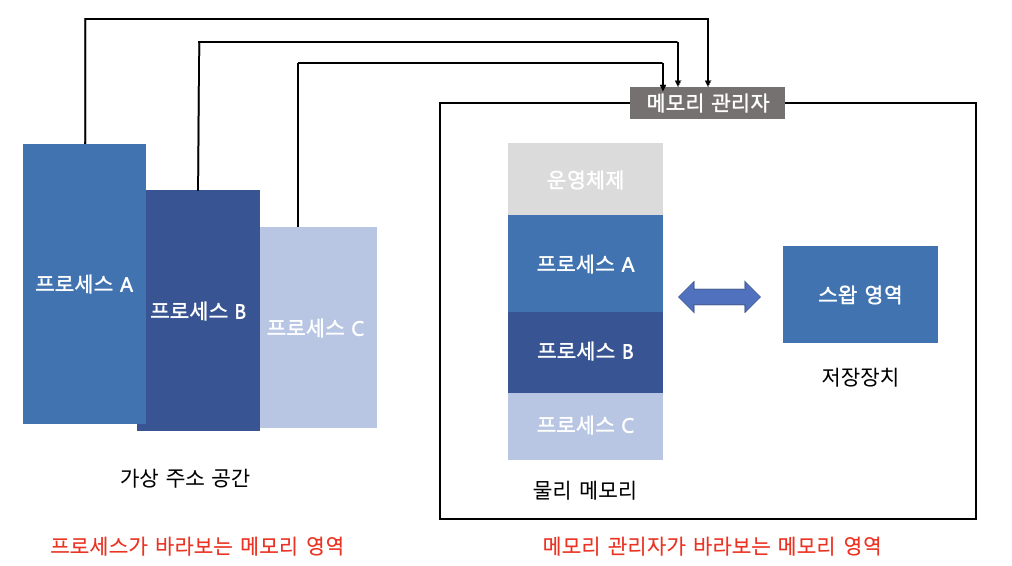 메모리 관리자
운영체제
프로세스 A
프로세스 B
프로세스 C
프로세스 A
프로세스 B
프로세스 C
스왑 영역
저장장치
가상 주소 공간
물리 메모리
프로세스가 바라보는 메모리 영역
메모리 관리자가 바라보는 메모리 영역